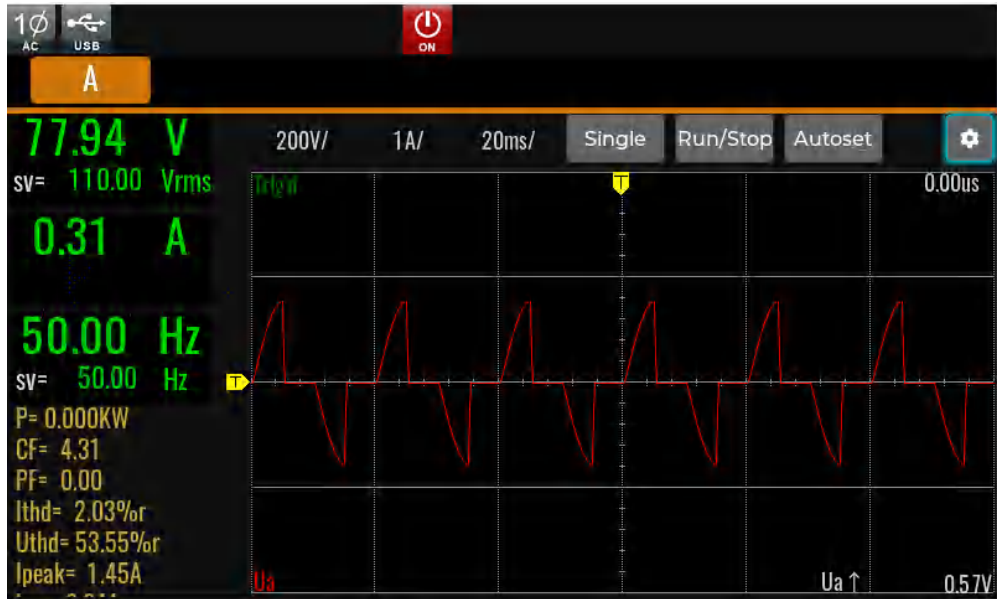 1Ø
AC
USB
ON
A
77.94 V
sv= 110.00 Vrms
0.31 A
50.00 Hz
sv= 50.00 Hz
P= 0.000KW
CF= 4.31
PF= 0.00
Ithd= 2.03%r
Uthd= 53.55%r
Ipeak= 1.45A
200V/ 1A/ 20ms/ Single Run/Stop Autoset
Trig'd T 0.00us
T
Ua Ua↑ 0.57V